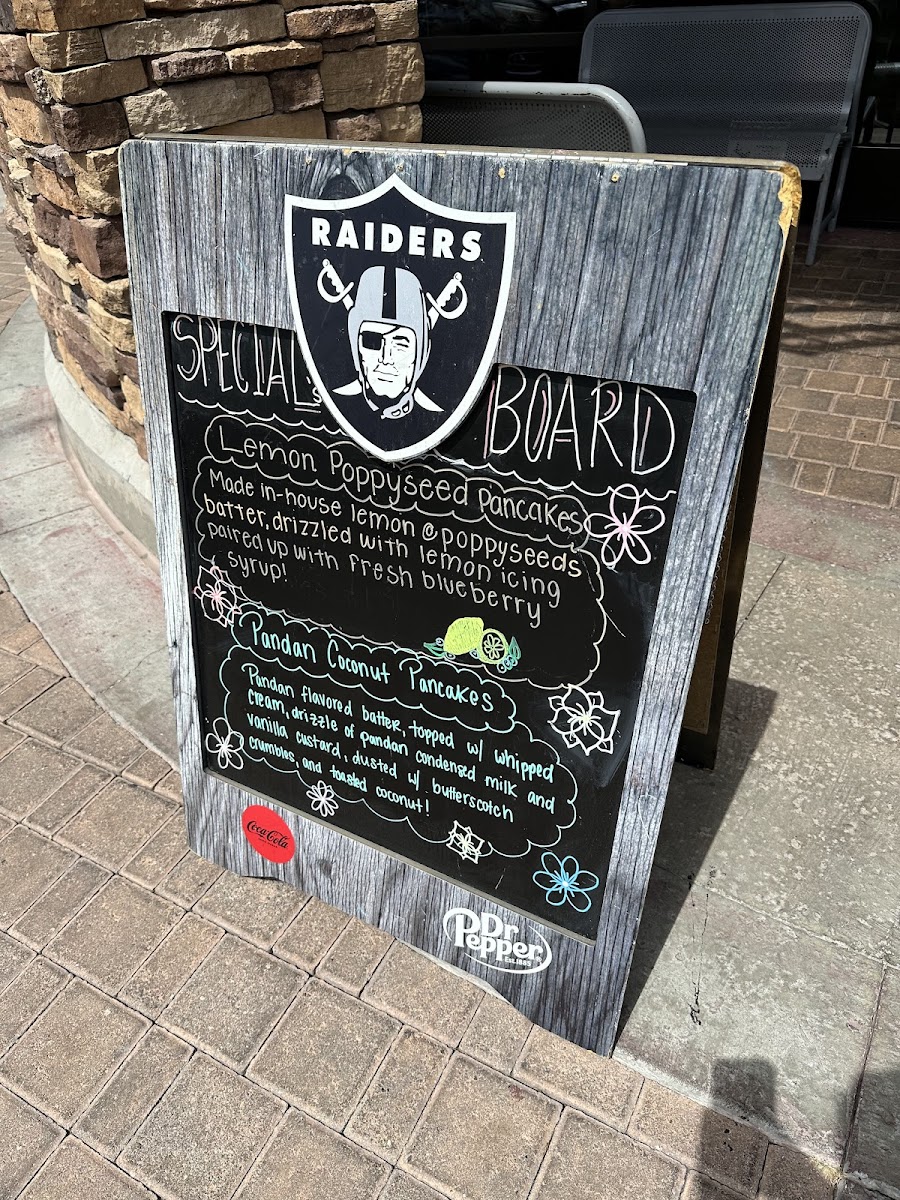 RAIDERS
SPECIALS BOARD
Lemon Poppyseed Pancakes
Made in-house lemon @ poppyseeds
batter, drizzled with lemon icing
paired up with fresh blueberry
syrup!
Pandan Coconut Pancakes
Pandan flavored batter, topped w/ whipped
cream, drizzle of pandan condensed milk and
vanilla custard, dusted w/ butterscotch
crumbles, and toasted coconut!
Coca-Cola
Dr Pepper
Est. 1885